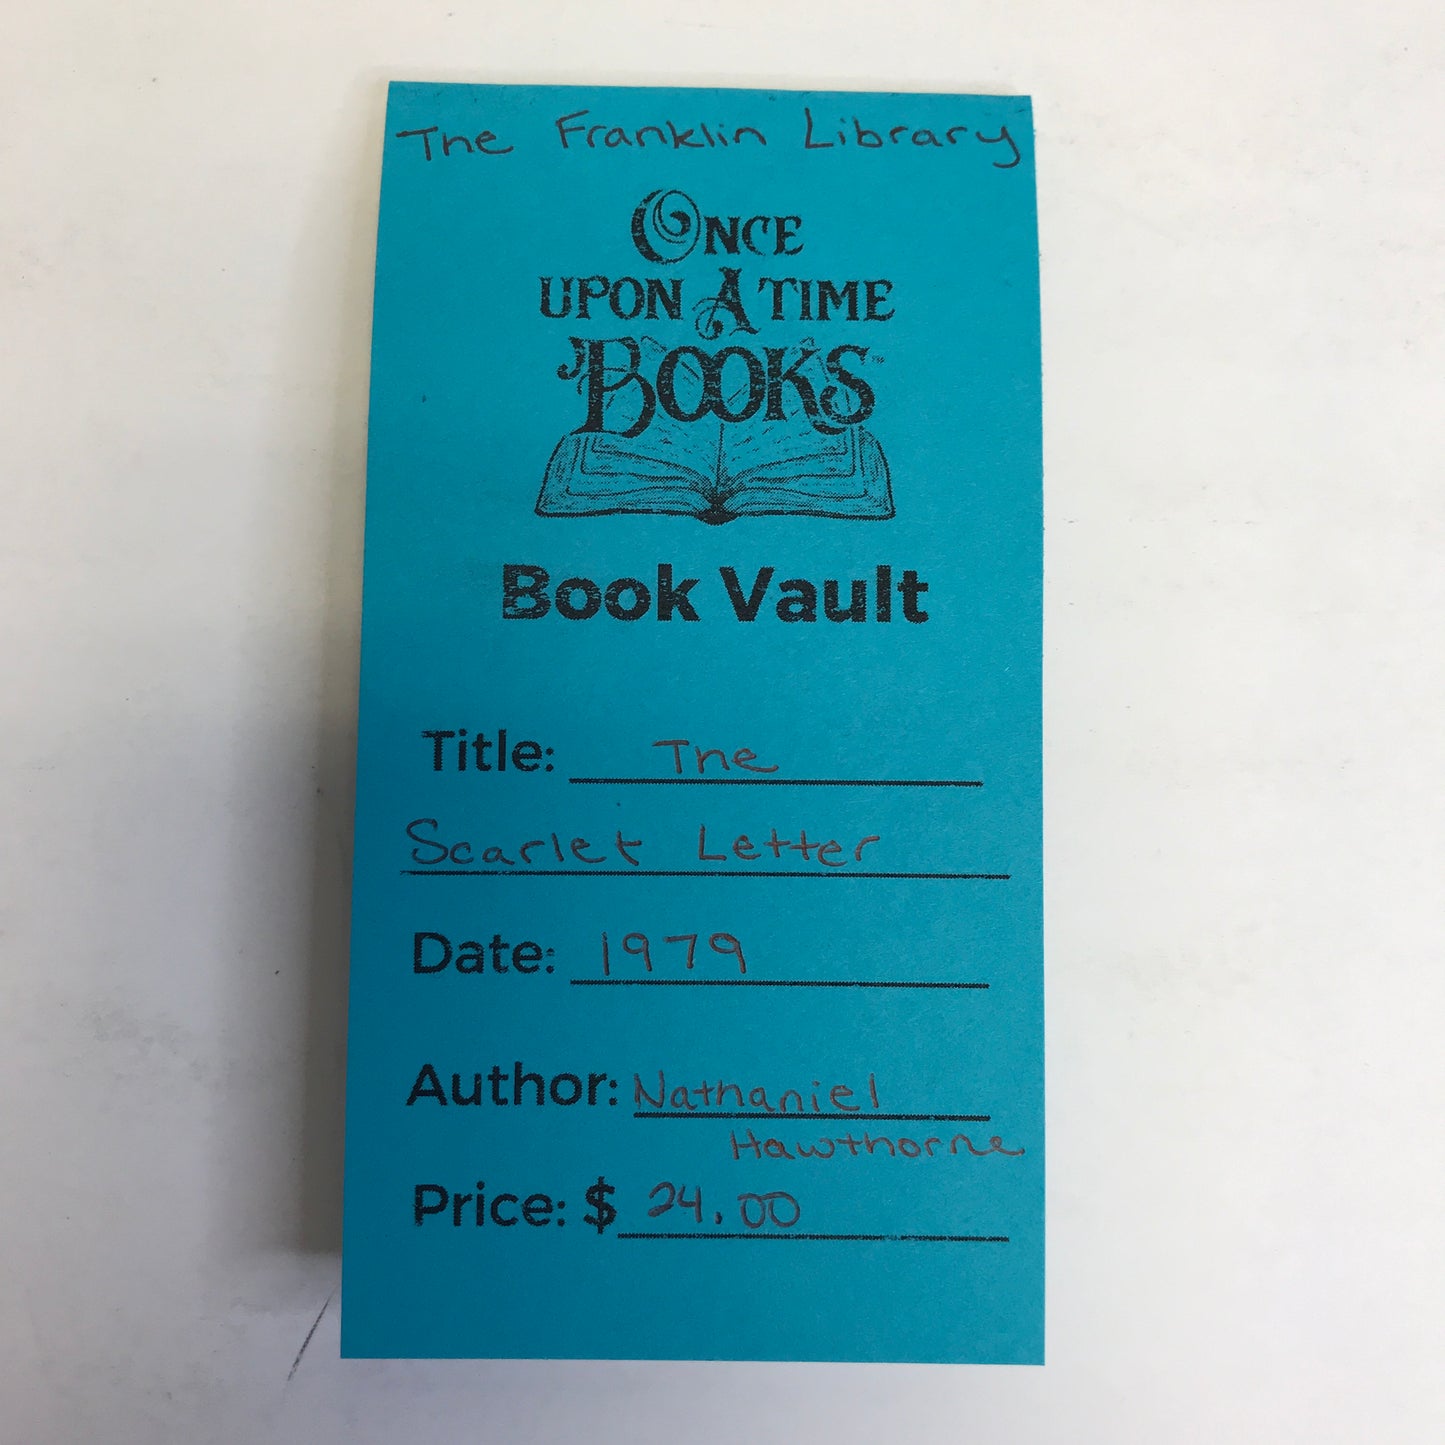 The Franklin Library
ONCE
UPON A TIME
BOOKS™
Book Vault
Title: The
Scarlet Letter
Date: 1979
Author: Nathaniel
Hawthorne
Price: $ 24.00